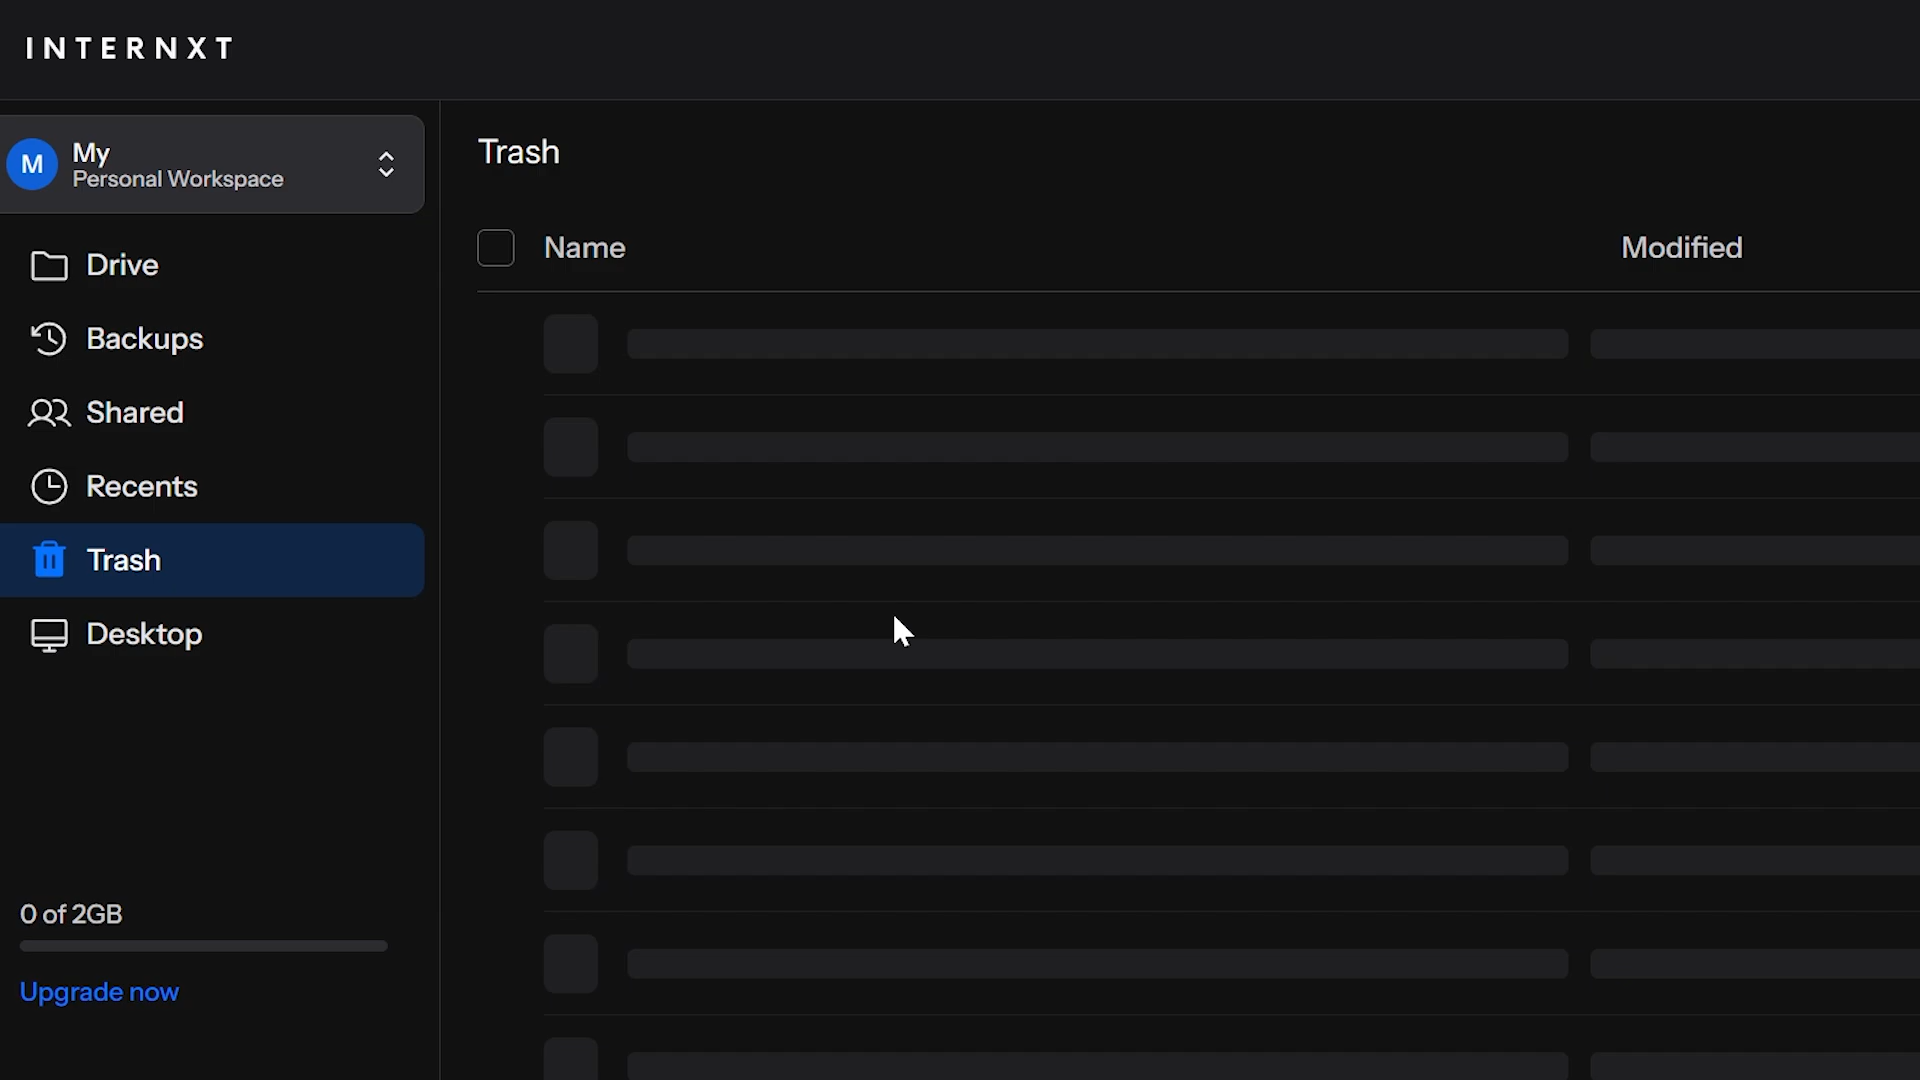 INTERNXT
M
My
Personal Workspace
Drive
Backups
Shared
Recents
Trash
Desktop
0 of 2GB
Upgrade now
Trash
Name
Modified